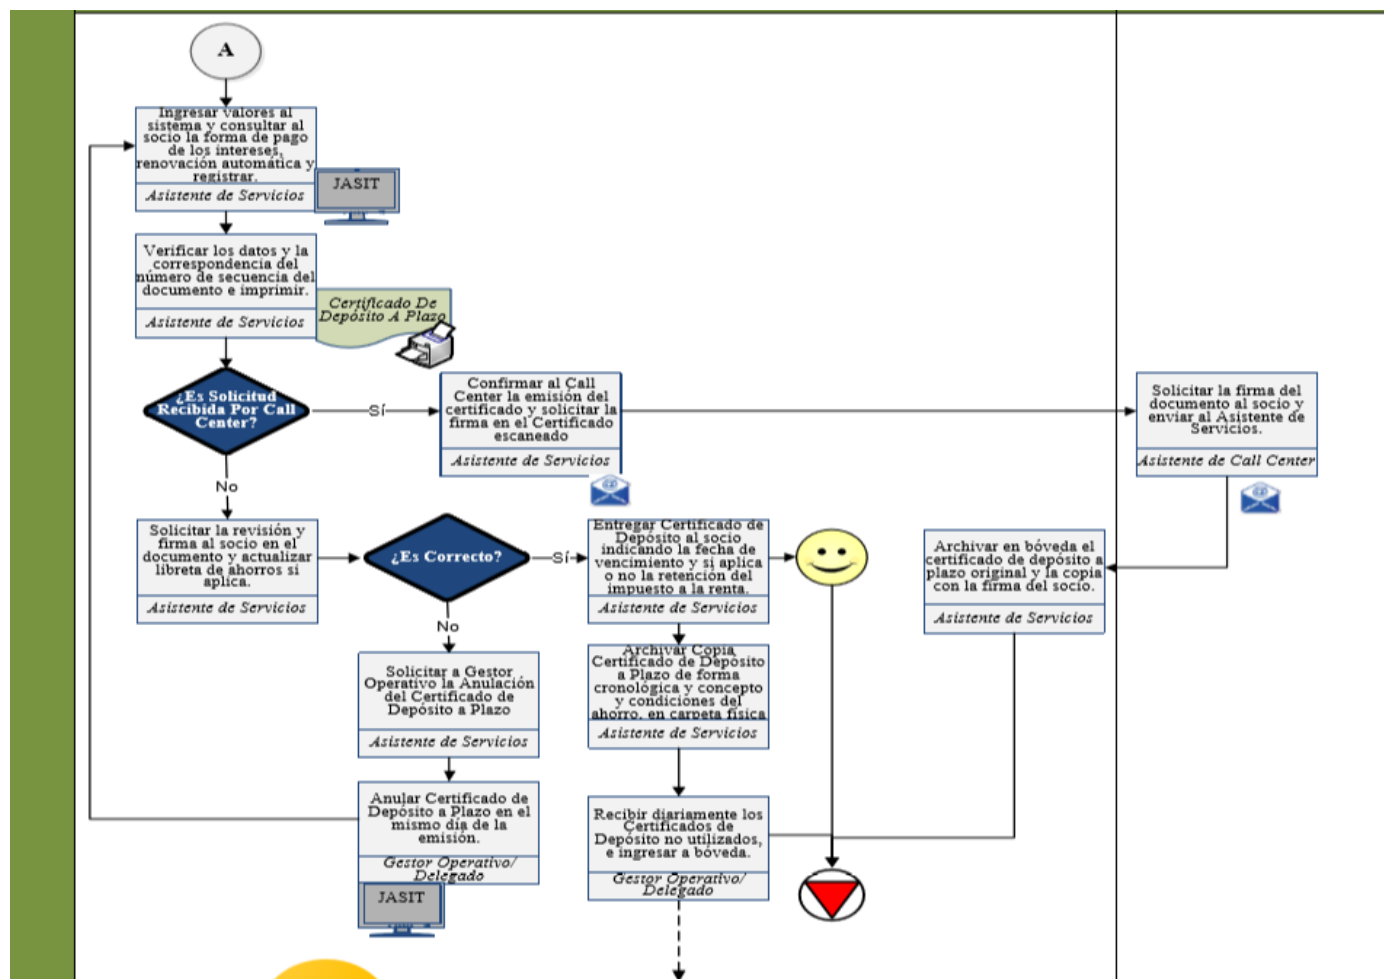 A
Ingresar valores al
sistema y consultar al
socio la forma de pago
de los intereses,
renovación automática y
registrar.
Asistente de Servicios
JASIT
Verificar los datos y la
correspondencia del
número de secuencia del
documento e imprimir.
Asistente de Servicios
Certificado De
Depósito A Plazo
¿Es Solicitud
Recibida Por Call
Center?
Sí
Confirmar al Call
Center la emisión del
certificado y solicitar la
firma en el Certificado
escaneado
Asistente de Servicios
Solicitar la firma del
documento al socio y
enviar al Asistente de
Servicios.
Asistente de Call Center
No
Solicitar la revisión y
firma al socio en el
documento y actualizar
libreta de ahorros si
aplica.
Asistente de Servicios
¿Es Correcto?
Sí
Entregar Certificado de
Depósito al socio
indicando la fecha de
vencimiento y si aplica
o no la retención del
impuesto a la renta.
Asistente de Servicios
Archivar en bóveda el
certificado de depósito a
plazo original y la copia
con la firma del socio.
Asistente de Servicios
No
Solicitar a Gestor
Operativo la Anulación
del Certificado de
Depósito a Plazo
Asistente de Servicios
Archivar Copia
Certificado de Depósito
a Plazo de forma
cronológica y concepto
y condiciones del
ahorro, en carpeta física
Asistente de Servicios
Anular Certificado de
Depósito a Plazo en el
mismo día de la
emisión.
Gestor Operativo/
Delegado
JASIT
Recibir diariamente los
Certificados de
Depósito no utilizados,
e ingresar a bóveda.
Gestor Operativo/
Delegado